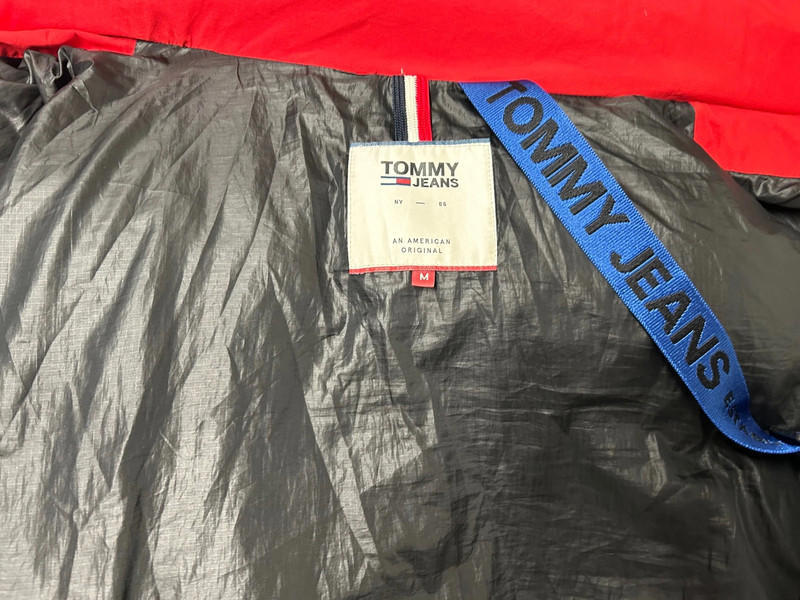 TOMMY
JEANS
NY — 85
AN AMERICAN
ORIGINAL
M
TOMMY JEANS